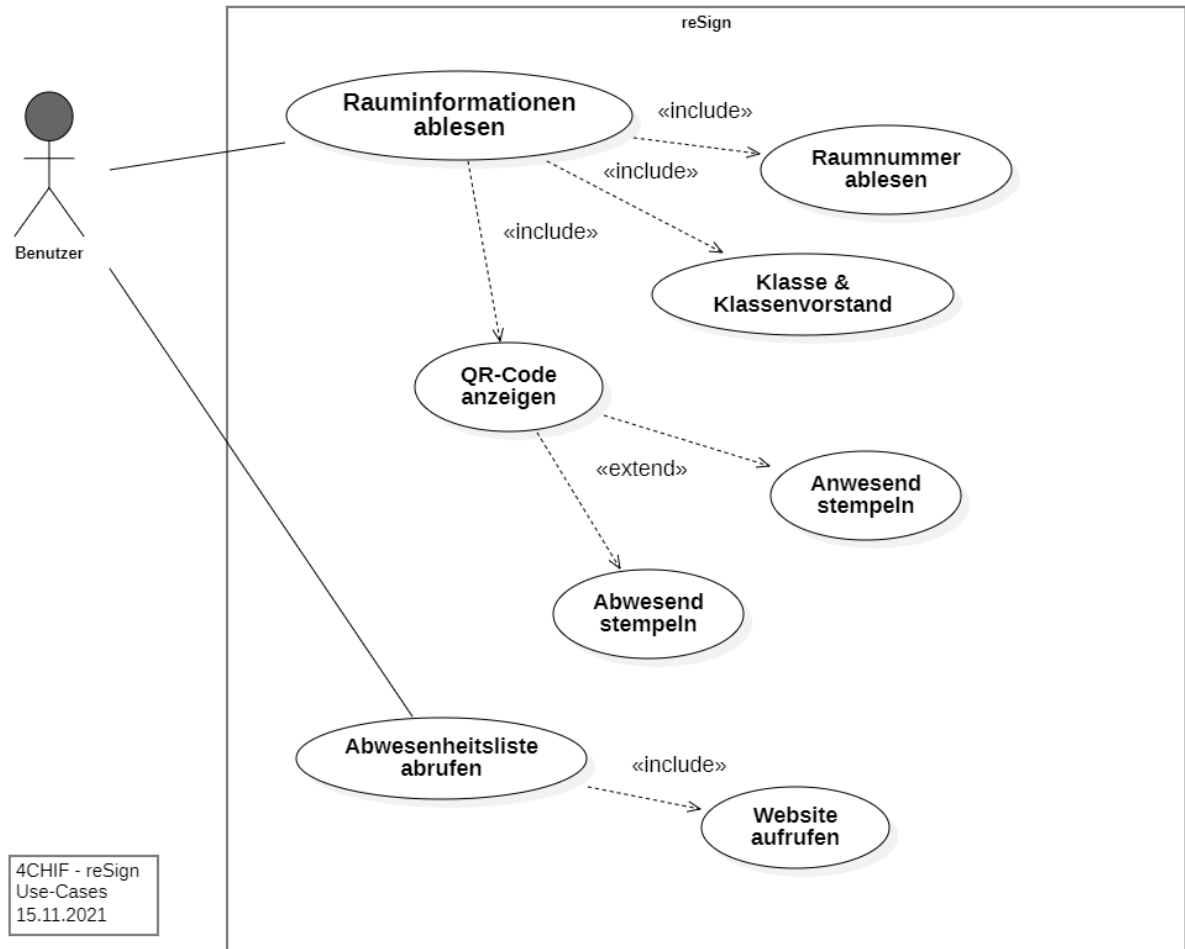 reSign
Rauminformationen
ablesen
«include»
Raumnummer
ablesen
«include»
«include»
Klasse &
Klassenvorstand
Benutzer
QR-Code
anzeigen
«extend»
Anwesend
stempeln
Abwesend
stempeln
Abwesenheitsliste
abrufen
«include»
Website
aufrufen
4CHIF - reSign
Use-Cases
15.11.2021